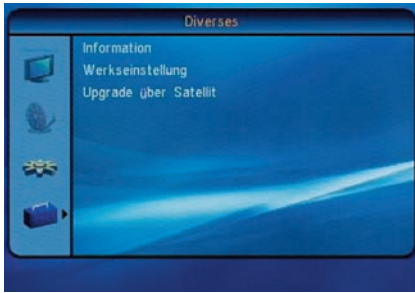 Diverses
Information
Werkseinstellung
Upgrade über Satellit